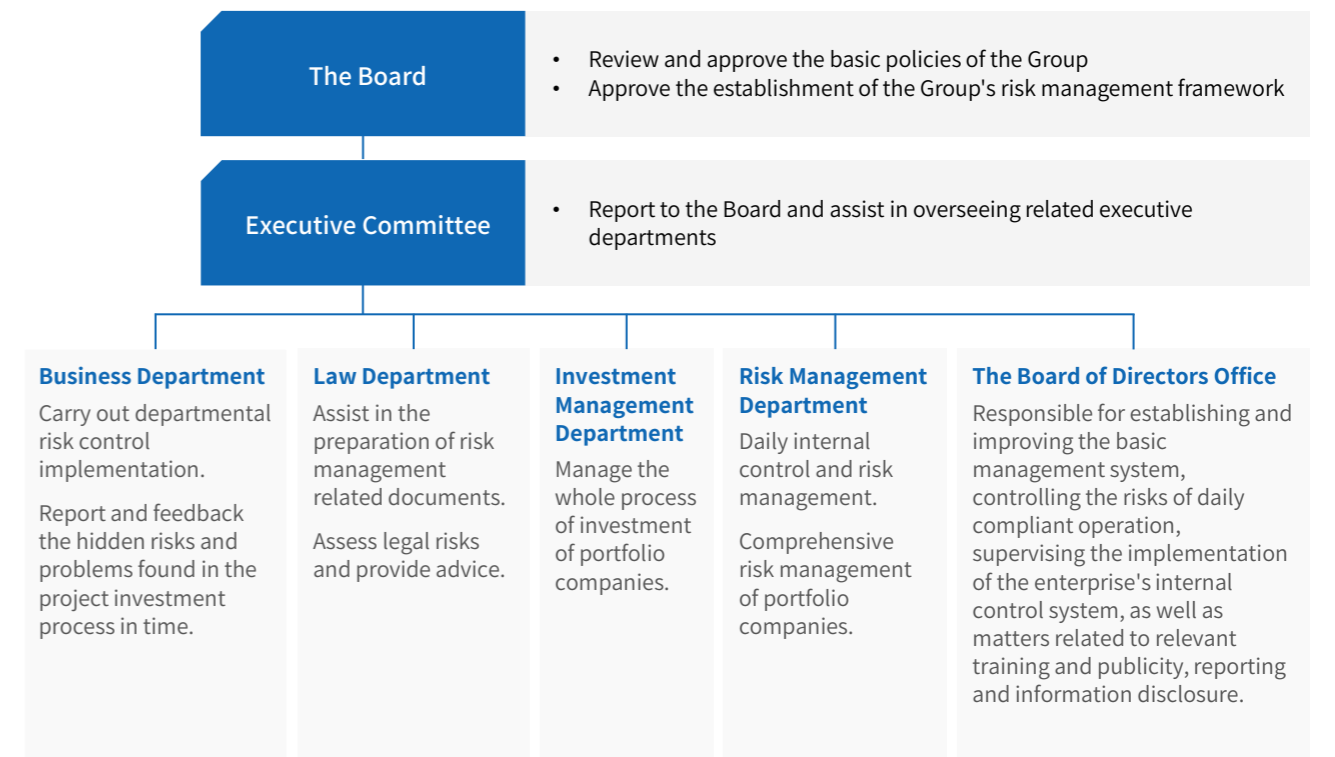 The Board
• Review and approve the basic policies of the Group
• Approve the establishment of the Group's risk management framework
Executive Committee
• Report to the Board and assist in overseeing related executive
departments
Business Department
Carry out departmental
risk control
implementation.
Report and feedback
the hidden risks and
problems found in the
project investment
process in time.
Law Department
Assist in the
preparation of risk
management
related documents.
Assess legal risks
and provide advice.
Investment
Management
Department
Manage the
whole process
of investment
of portfolio
companies.
Risk Management
Department
Daily internal
control and risk
management.
Comprehensive
risk management
of portfolio
companies.
The Board of Directors Office
Responsible for establishing and
improving the basic
management system,
controlling the risks of daily
compliant operation,
supervising the implementation
of the enterprise's internal
control system, as well as
matters related to relevant
training and publicity, reporting
and information disclosure.